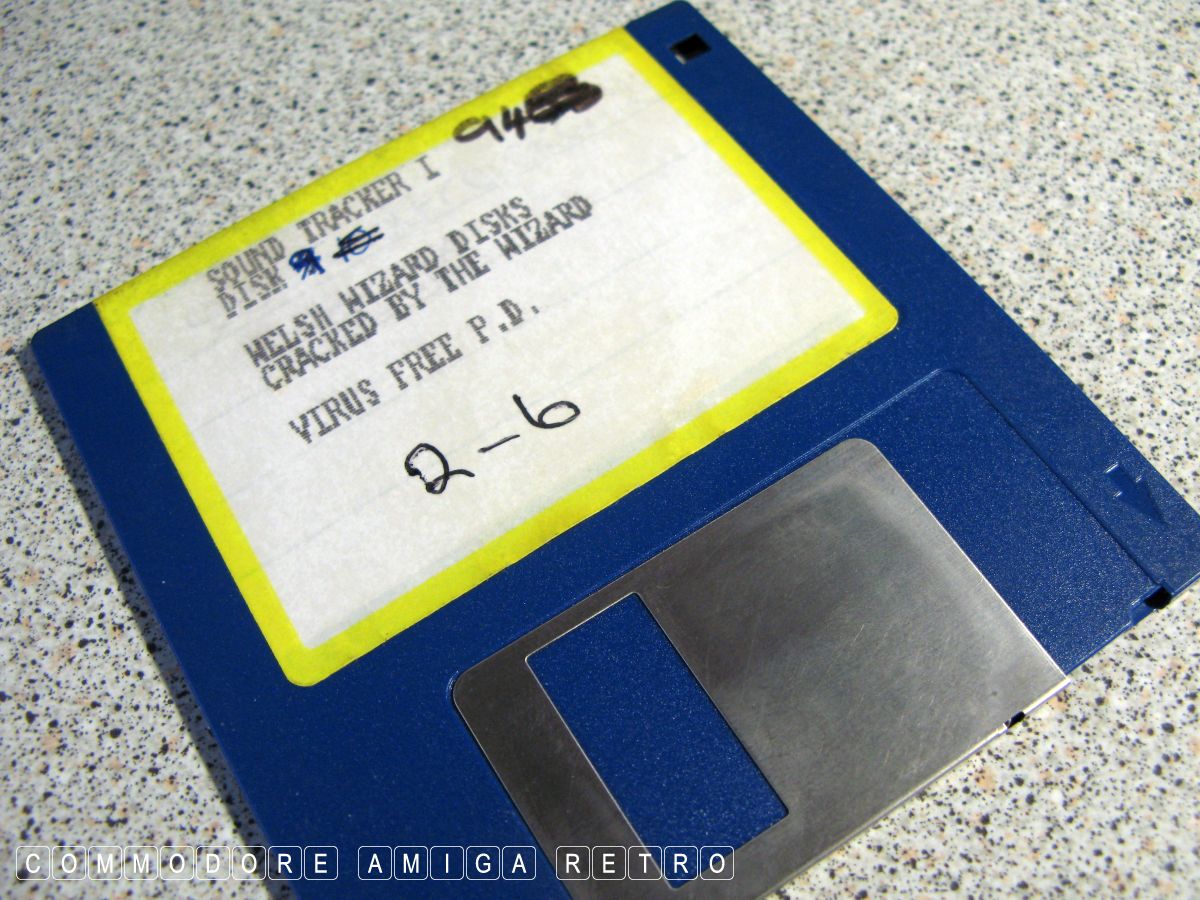 94
SOUND TRACKER I
DISK
WELSH WIZARD DISKS
CRACKED BY THE WIZARD
VIRUS FREE P.D.
2-6
COMMODORE AMIGA RETRO